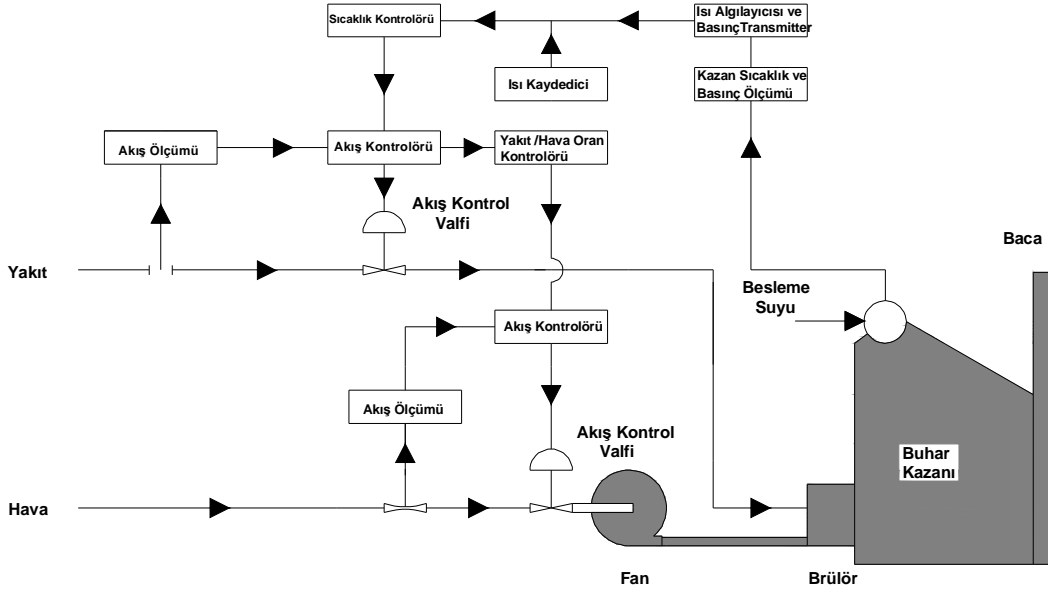 Sıcaklık Kontrolörü
Isı Algılayıcısı ve
BasınçTransmitter
Isı Kaydedici
Kazan Sıcaklık ve
Basınç Ölçümü
Akış Ölçümü
Akış Kontrolörü
Yakıt /Hava Oran
Kontrolörü
Akış Kontrol
Valfi
Baca
Yakıt
Besleme
Suyu
Akış Kontrolörü
Akış Ölçümü
Akış Kontrol
Valfi
Buhar
Kazanı
Hava
Fan
Brülör